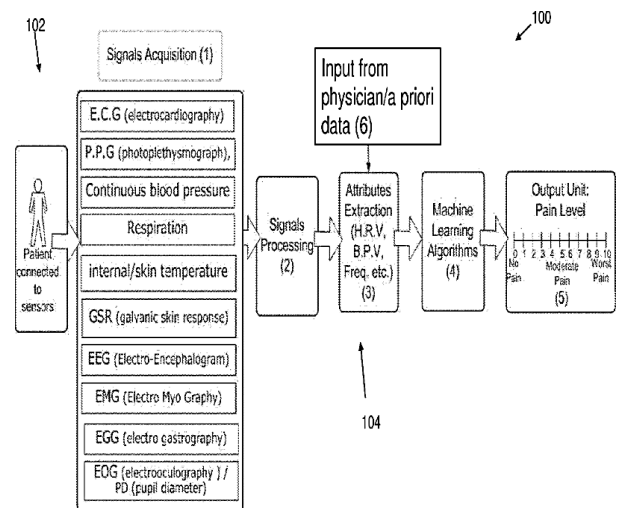 102
100
Signals Acquisition (1)
Input from
physician/a priori
data (6)
E.C.G (electrocardiography)
P.P.G (photoplethysmograph),
Continuous blood pressure
Respiration
internal/skin temperature
GSR (galvanic skin response)
EEG (Electro-Encephalogram)
EMG (Electro Myo Graphy)
EGG (electro gastrography)
EOG (electrooculography ) /
PD (pupil diameter)
Patient
connected
to
sensors
Signals
Processing
(2)
Attributes
Extraction
(H.R.V,
B.P.V,
Freq. etc.)
(3)
Machine
Learning
Algorithms
(4)
Output Unit:
Pain Level
0 1 2 3 4 5 6 7 8 9 10
No Pain
Moderate Pain
Worst Pain
(5)
104